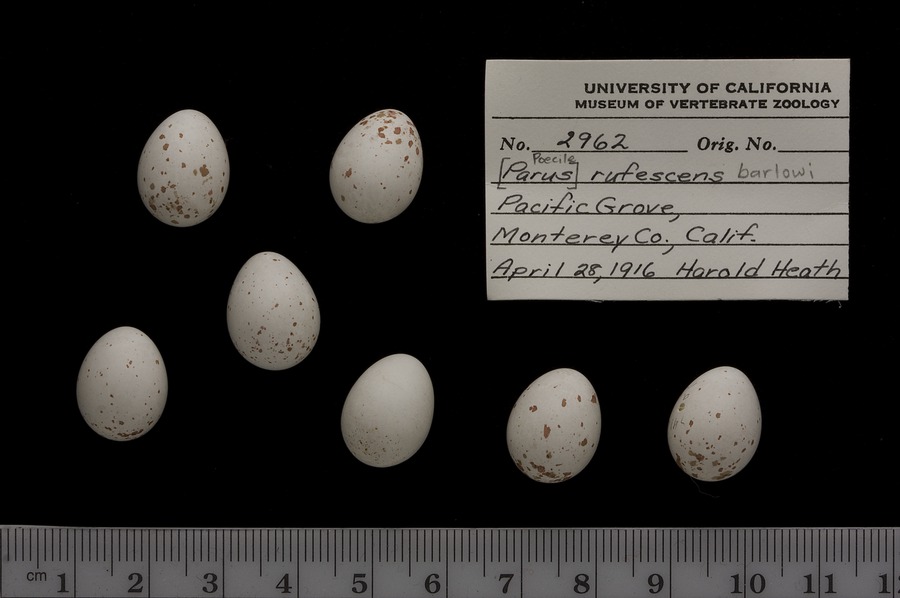 UNIVERSITY OF CALIFORNIA
MUSEUM OF VERTEBRATE ZOOLOGY
No. 2962 Orig. No.
Poecile
[Parus] rufescens barlowi
Pacific Grove,
Monterey Co., Calif.
April 28, 1916 Harold Heath
cm 1 2 3 4 5 6 7 8 9 10 11 12